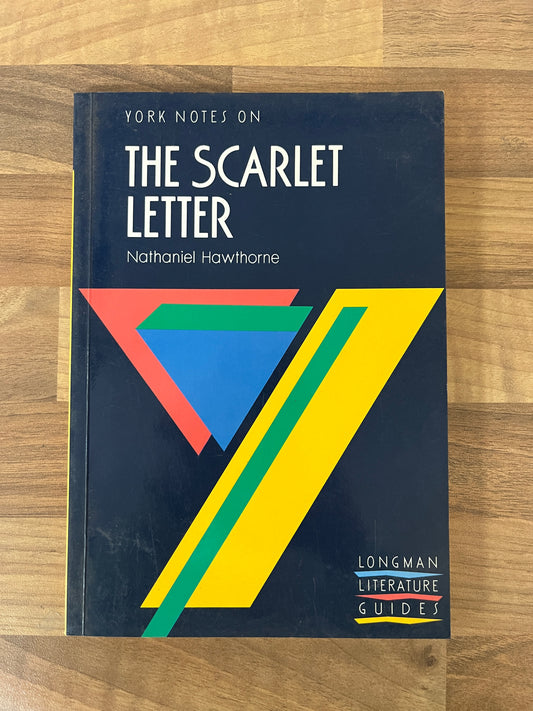 YORK NOTES ON
THE SCARLET
LETTER
Nathaniel Hawthorne
LONGMAN
LITERATURE
GUIDES